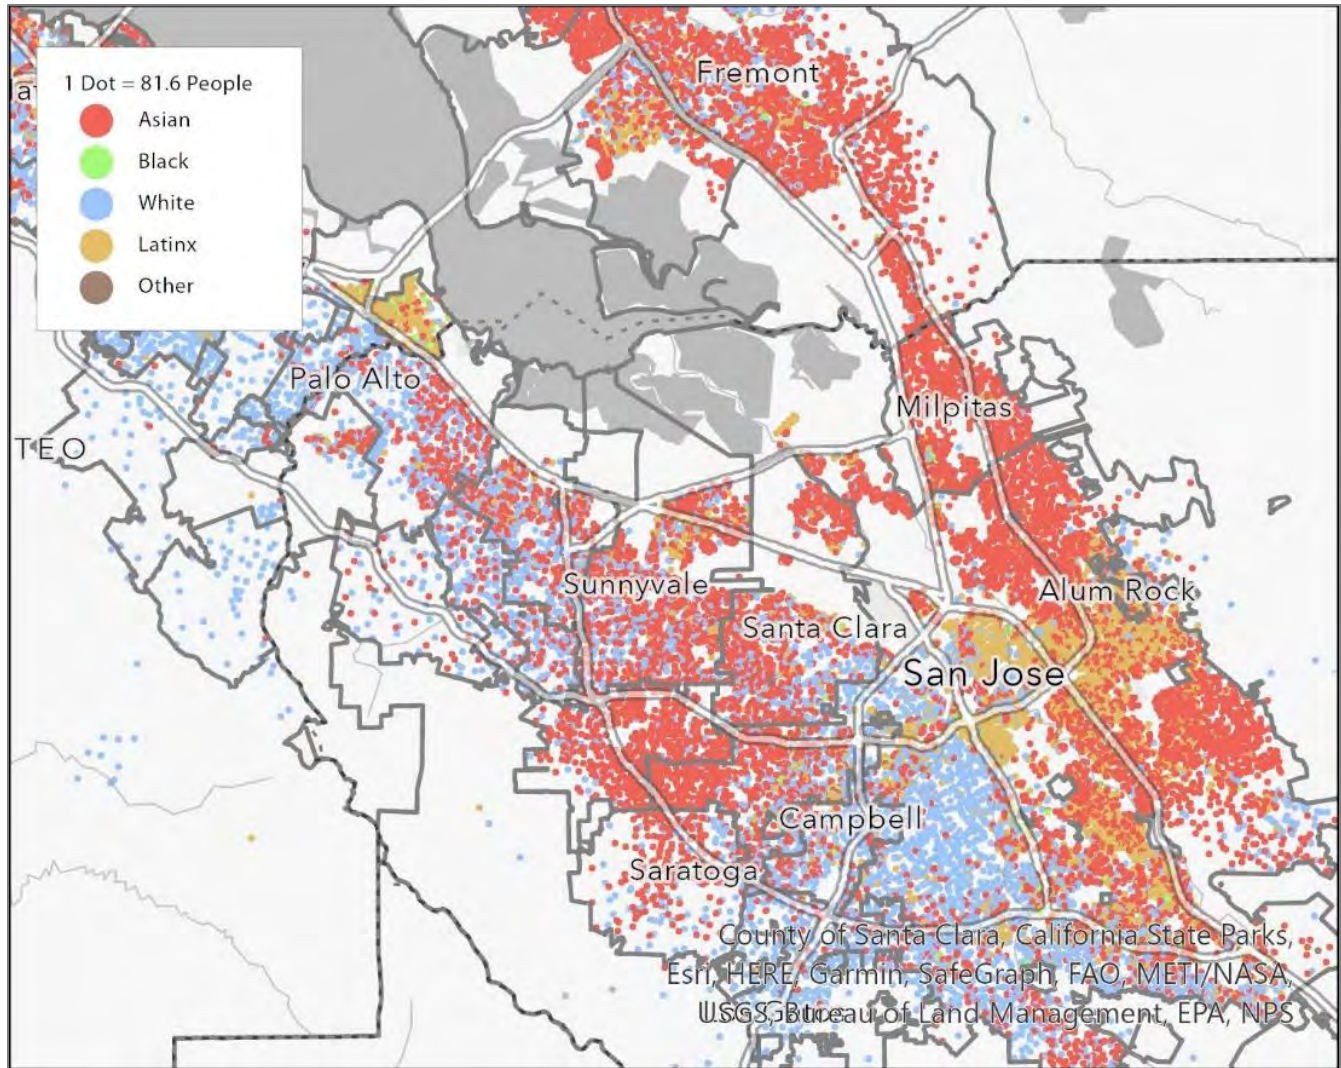 1 Dot = 81.6 People
Asian
Black
White
Latinx
Other
Fremont
Palo Alto
TEO
Milpitas
Sunnyvale
Alum Rock
Santa Clara
San Jose
Campbell
Saratoga
County of Santa Clara, California State Parks,
Esri, HERE, Garmin, SafeGraph, FAO, METI/NASA,
USGS, Bureau of Land Management, EPA, NPS